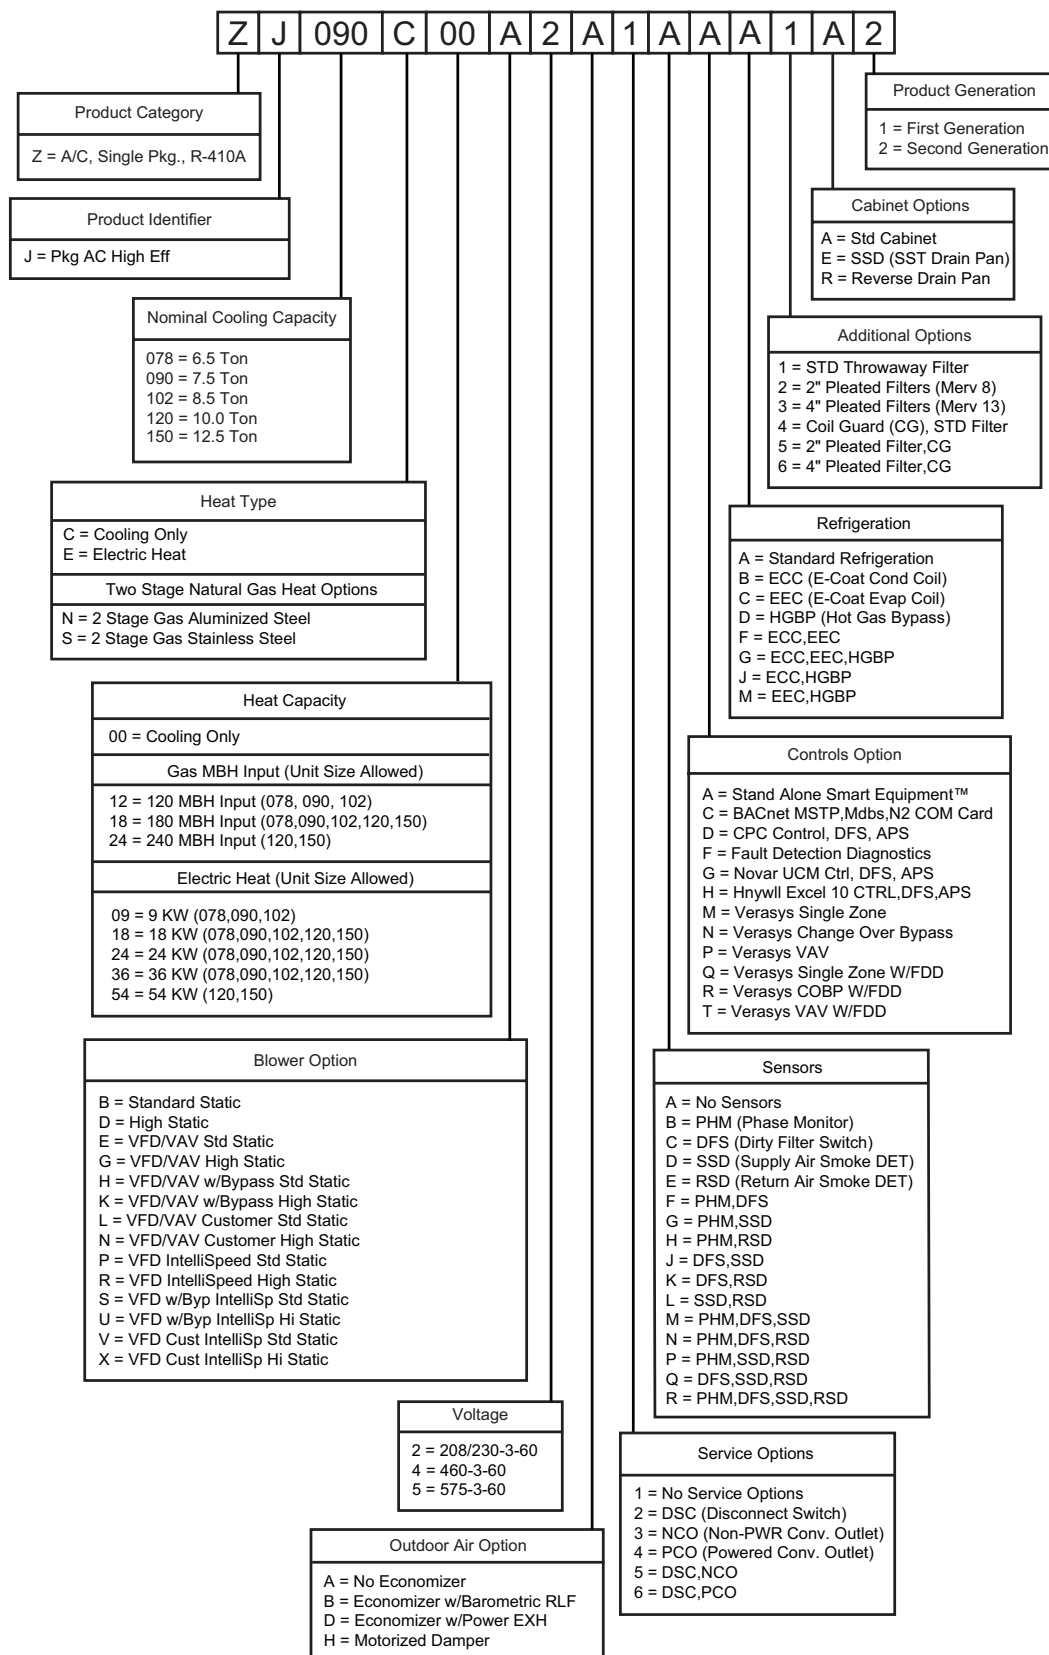 Z J 090 C 00 A 2 A 1 A A A 1 A 2
Product Category
Z = A/C, Single Pkg., R-410A
Product Identifier
J = Pkg AC High Eff
Nominal Cooling Capacity
078 = 6.5 Ton
090 = 7.5 Ton
102 = 8.5 Ton
120 = 10.0 Ton
150 = 12.5 Ton
Heat Type
C = Cooling Only
E = Electric Heat
Two Stage Natural Gas Heat Options
N = 2 Stage Gas Aluminized Steel
S = 2 Stage Gas Stainless Steel
Heat Capacity
00 = Cooling Only
Gas MBH Input (Unit Size Allowed)
12 = 120 MBH Input (078, 090, 102)
18 = 180 MBH Input (078,090,102,120,150)
24 = 240 MBH Input (120,150)
Electric Heat (Unit Size Allowed)
09 = 9 KW (078,090,102)
18 = 18 KW (078,090,102,120,150)
24 = 24 KW (078,090,102,120,150)
36 = 36 KW (078,090,102,120,150)
54 = 54 KW (120,150)
Blower Option
B = Standard Static
D = High Static
E = VFD/VAV Std Static
G = VFD/VAV High Static
H = VFD/VAV w/Bypass Std Static
K = VFD/VAV w/Bypass High Static
L = VFD/VAV Customer Std Static
N = VFD/VAV Customer High Static
P = VFD IntelliSpeed Std Static
R = VFD IntelliSpeed High Static
S = VFD w/Byp IntelliSp Std Static
U = VFD w/Byp IntelliSp Hi Static
V = VFD Cust IntelliSp Std Static
X = VFD Cust IntelliSp Hi Static
Voltage
2 = 208/230-3-60
4 = 460-3-60
5 = 575-3-60
Outdoor Air Option
A = No Economizer
B = Economizer w/Barometric RLF
D = Economizer w/Power EXH
H = Motorized Damper
Product Generation
1 = First Generation
2 = Second Generation
Cabinet Options
A = Std Cabinet
E = SSD (SST Drain Pan)
R = Reverse Drain Pan
Additional Options
1 = STD Throwaway Filter
2 = 2" Pleated Filters (Merv 8)
3 = 4" Pleated Filters (Merv 13)
4 = Coil Guard (CG), STD Filter
5 = 2" Pleated Filter,CG
6 = 4" Pleated Filter,CG
Refrigeration
A = Standard Refrigeration
B = ECC (E-Coat Cond Coil)
C = EEC (E-Coat Evap Coil)
D = HGBP (Hot Gas Bypass)
F = ECC,EEC
G = ECC,EEC,HGBP
J = ECC,HGBP
M = EEC,HGBP
Controls Option
A = Stand Alone Smart Equipment™
C = BACnet MSTP,Mdbs,N2 COM Card
D = CPC Control, DFS, APS
F = Fault Detection Diagnostics
G = Novar UCM Ctrl, DFS, APS
H = Hnywll Excel 10 CTRL,DFS,APS
M = Verasys Single Zone
N = Verasys Change Over Bypass
P = Verasys VAV
Q = Verasys Single Zone W/FDD
R = Verasys COBP W/FDD
T = Verasys VAV W/FDD
Sensors
A = No Sensors
B = PHM (Phase Monitor)
C = DFS (Dirty Filter Switch)
D = SSD (Supply Air Smoke DET)
E = RSD (Return Air Smoke DET)
F = PHM,DFS
G = PHM,SSD
H = PHM,RSD
J = DFS,SSD
K = DFS,RSD
L = SSD,RSD
M = PHM,DFS,SSD
N = PHM,DFS,RSD
P = PHM,SSD,RSD
Q = DFS,SSD,RSD
R = PHM,DFS,SSD,RSD
Service Options
1 = No Service Options
2 = DSC (Disconnect Switch)
3 = NCO (Non-PWR Conv. Outlet)
4 = PCO (Powered Conv. Outlet)
5 = DSC,NCO
6 = DSC,PCO